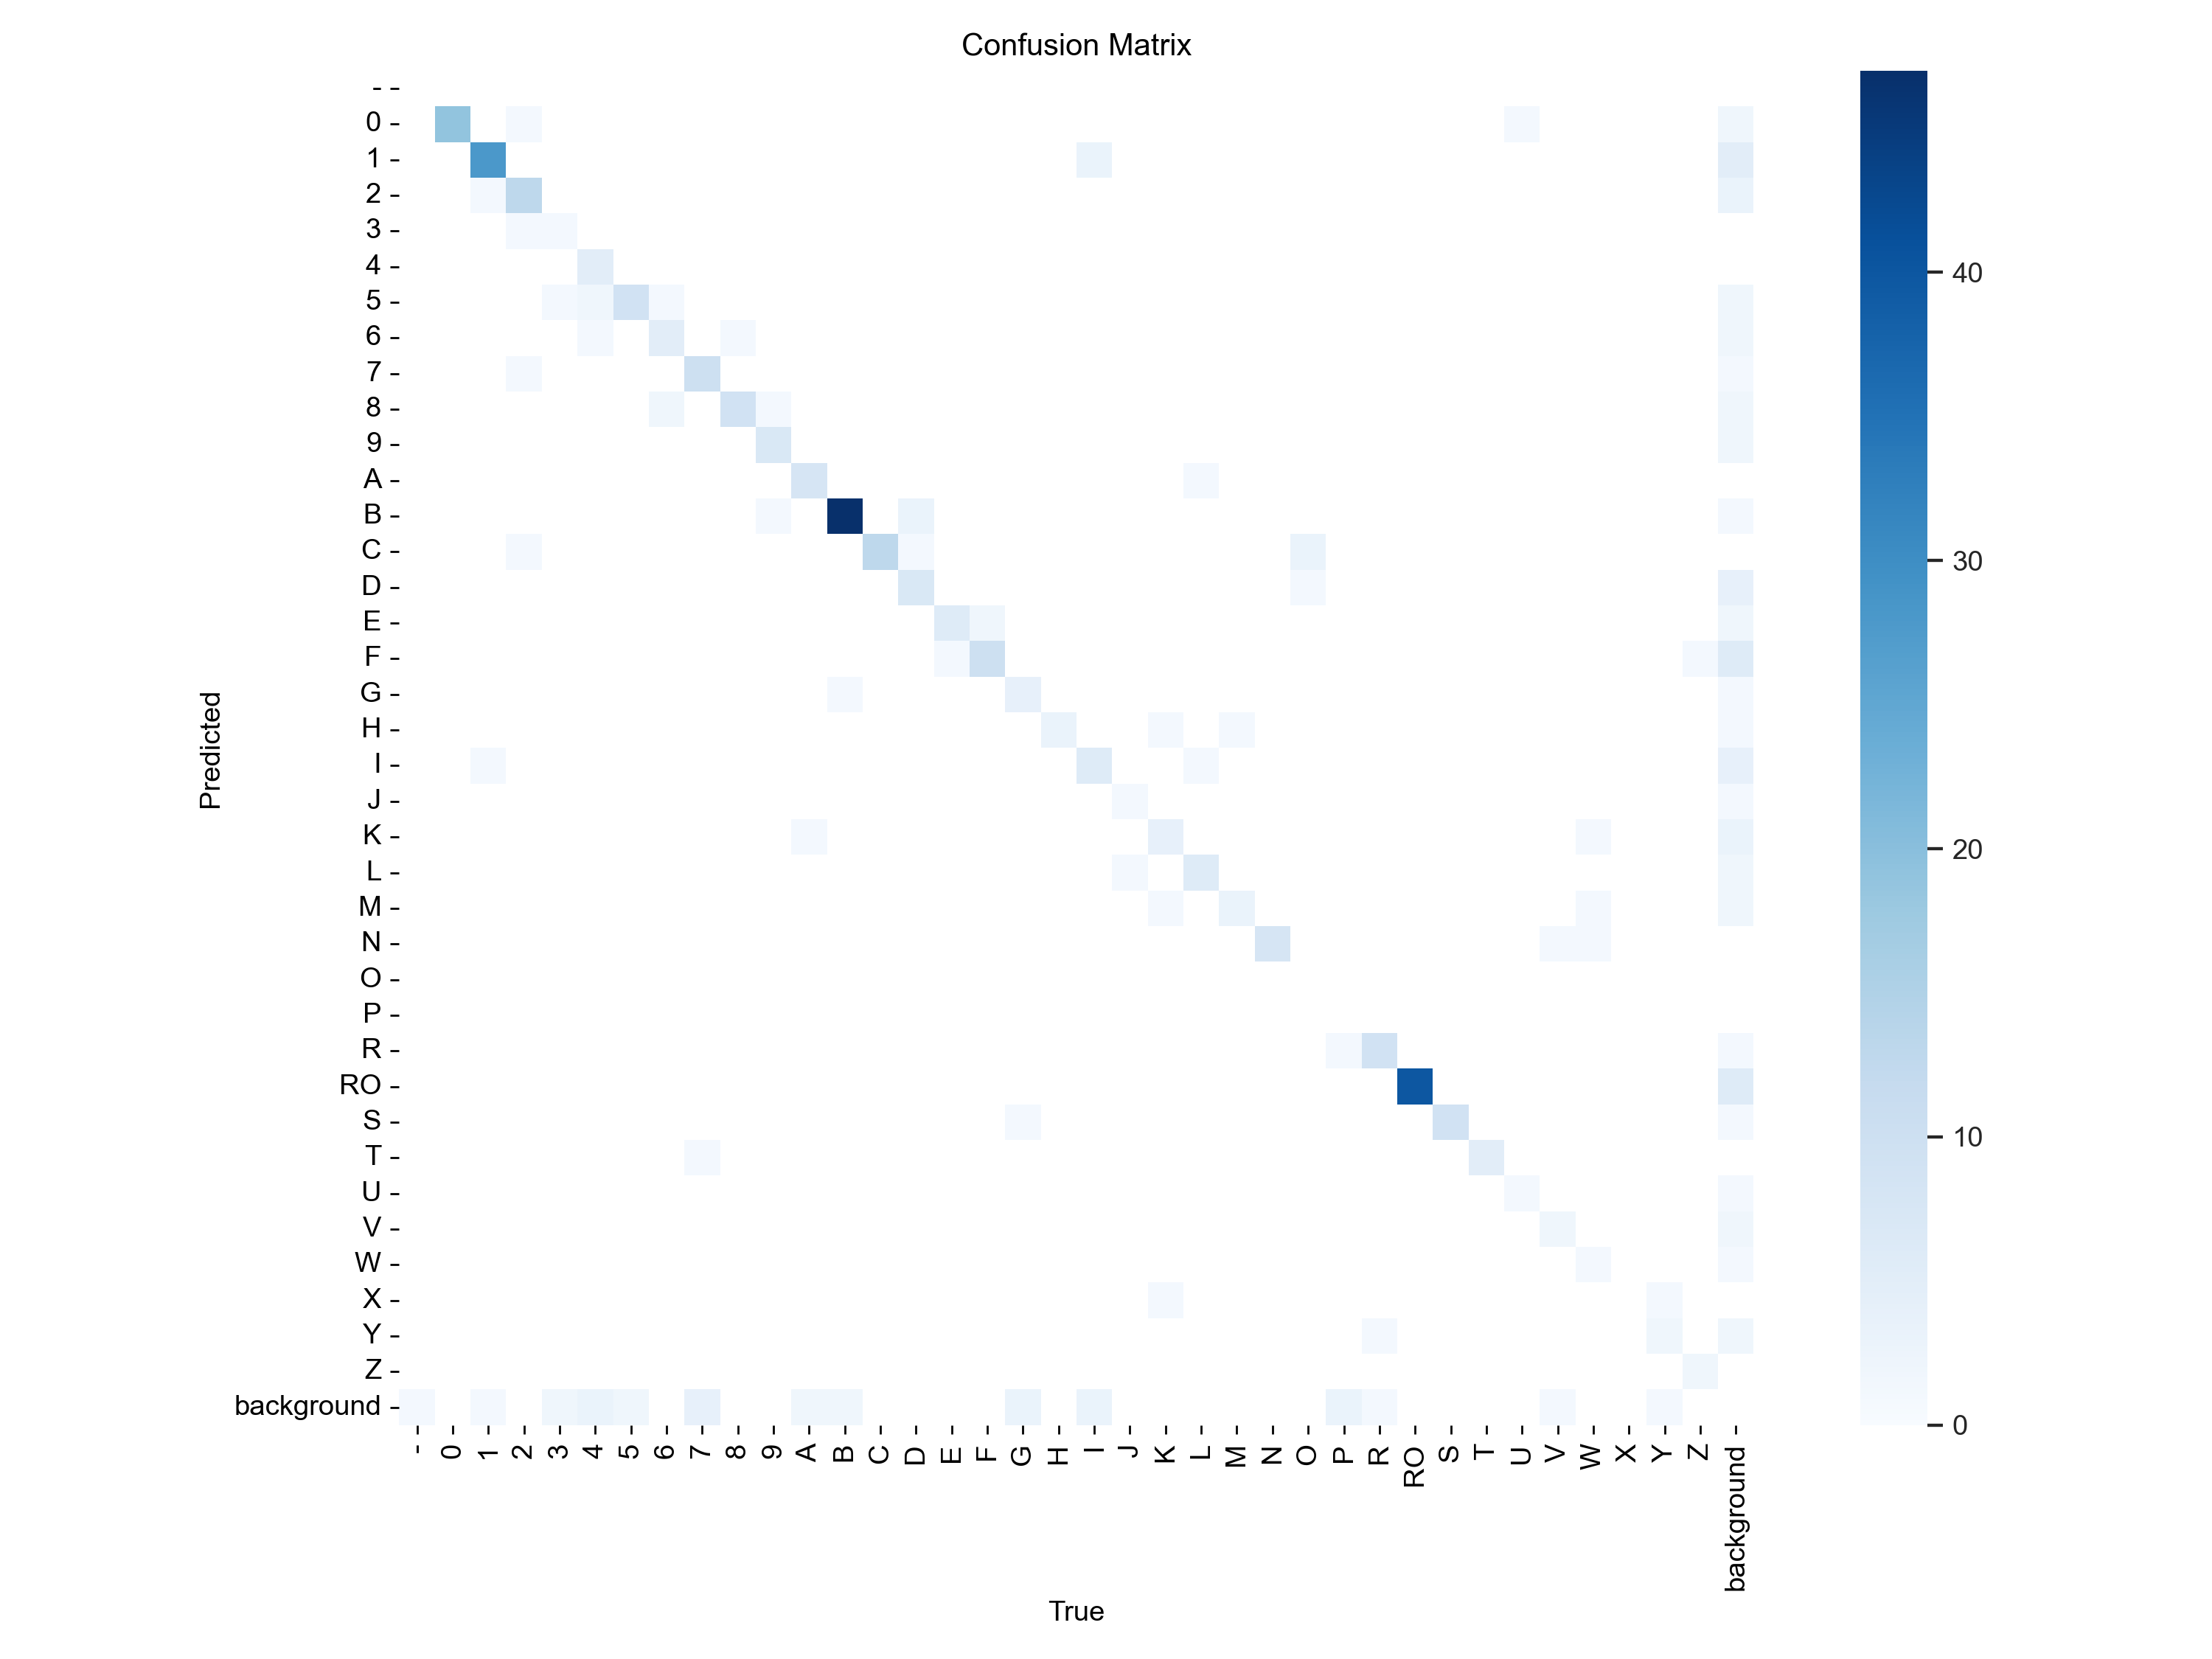 Confusion Matrix
-
0
1
2
3
4
5
6
7
8
9
A
B
C
D
E
F
G
H
I
J
K
L
M
N
O
P
R
RO
S
T
U
V
W
X
Y
Z
background
Predicted
- 0 1 2 3 4 5 6 7 8 9 A B C D E F G H I J K L M N O P R RO S T U V W X Y Z background
True
40
30
20
10
0